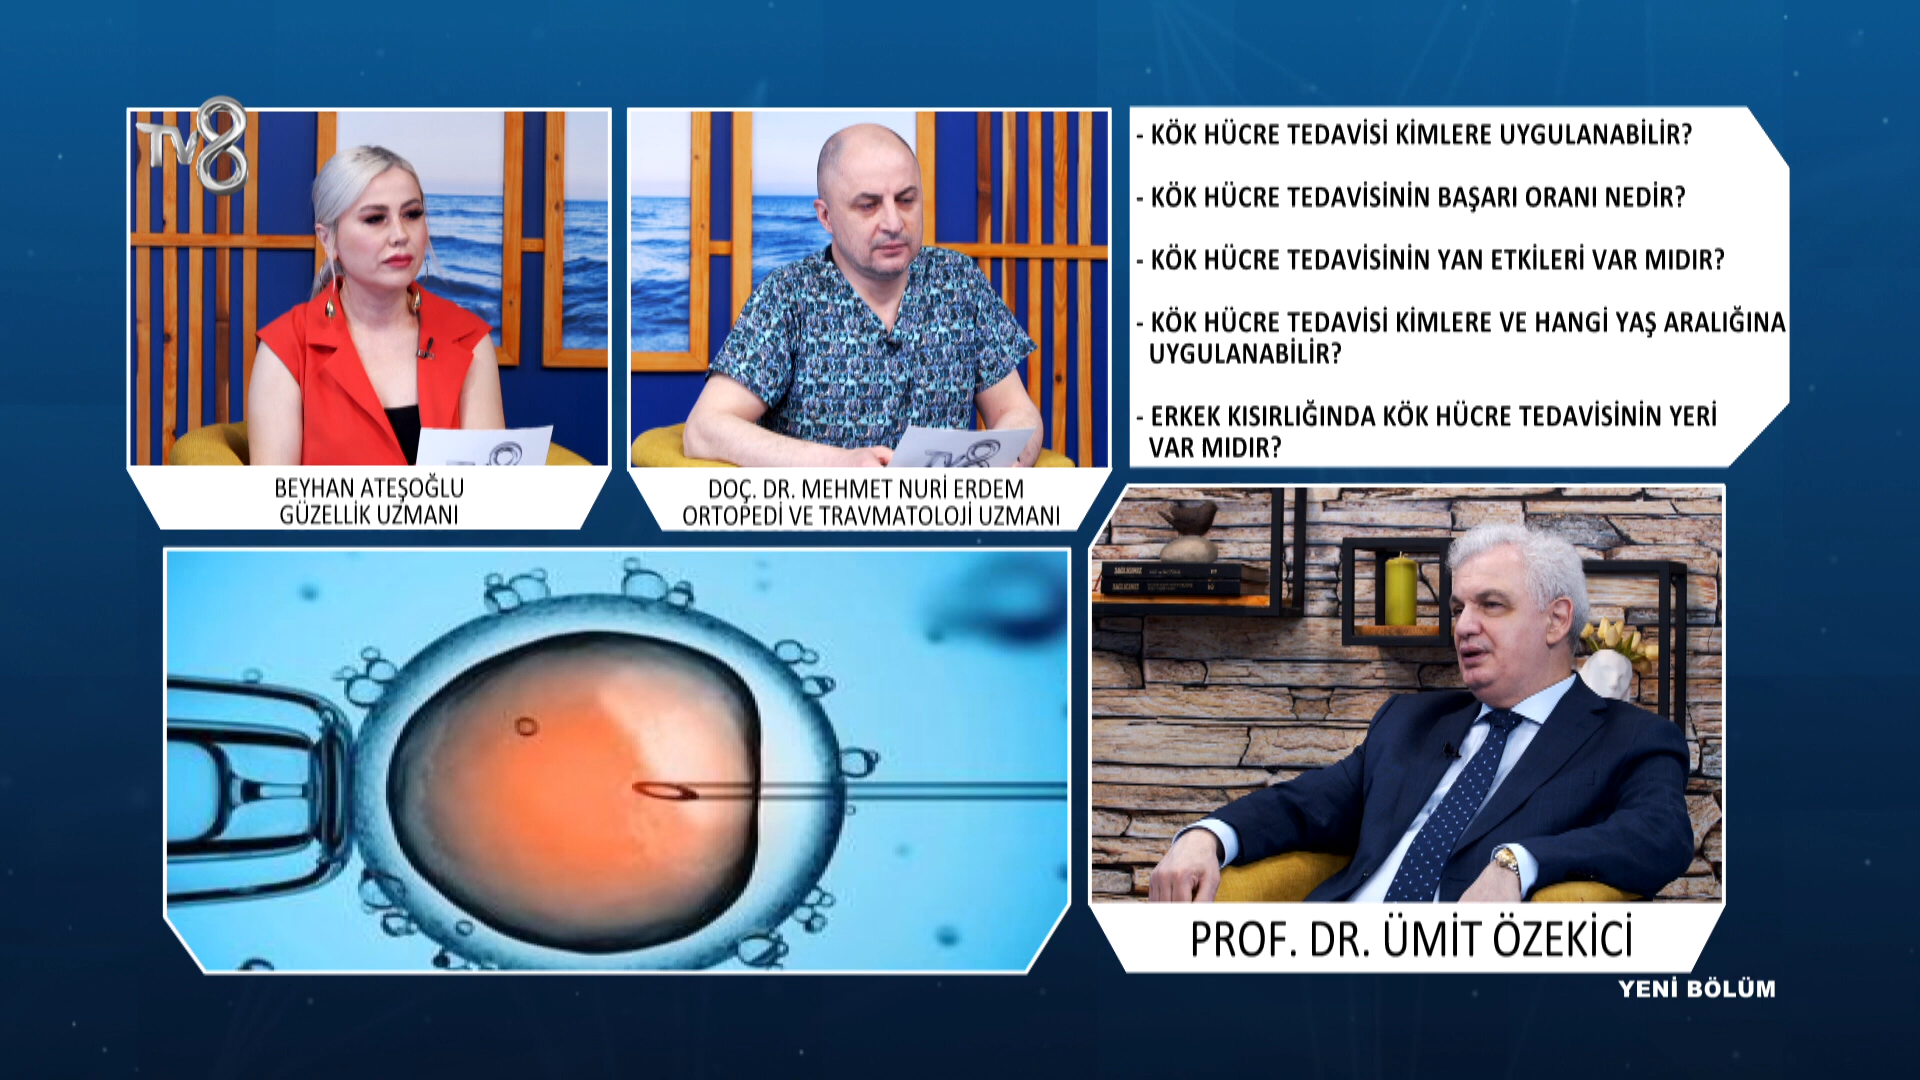 TV8
- KÖK HÜCRE TEDAVİSİ KİMLERE UYGULANABİLİR?
- KÖK HÜCRE TEDAVİSİNİN BAŞARI ORANI NEDİR?
- KÖK HÜCRE TEDAVİSİNİN YAN ETKİLERİ VAR MIDIR?
- KÖK HÜCRE TEDAVİSİ KİMLERE VE HANGİ YAŞ ARALIĞINA
UYGULANABİLİR?
- ERKEK KISIRLIĞINDA KÖK HÜCRE TEDAVİSİNİN YERİ
VAR MIDIR?
TV8
TV8
BEYHAN ATEŞOĞLU
GÜZELLİK UZMANI
DOÇ. DR. MEHMET NURİ ERDEM
ORTOPEDİ VE TRAVMATOLOJİ UZMANI
PROF. DR. ÜMİT ÖZEKİCİ
YENİ BÖLÜM